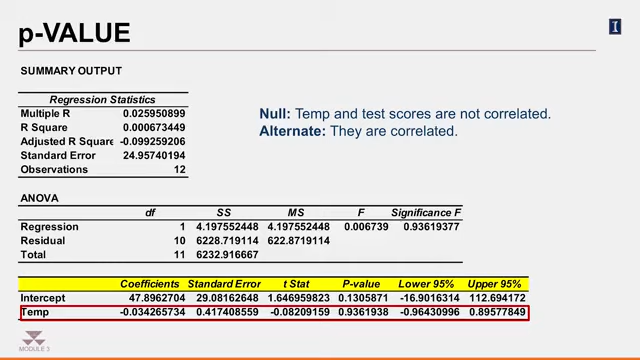 p-VALUE
I
SUMMARY OUTPUT
Regression Statistics
Multiple R 0.025950899
R Square 0.000673449
Adjusted R Square -0.099259206
Standard Error 24.95740194
Observations 12
Null: Temp and test scores are not correlated.
Alternate: They are correlated.
ANOVA
df SS MS F Significance F
Regression 1 4.197552448 4.197552448 0.006739 0.93619377
Residual 10 6228.719114 622.8719114
Total 11 6232.916667
Coefficients Standard Error t Stat P-value Lower 95% Upper 95%
Intercept 47.8962704 29.08162648 1.646959823 0.1305871 -16.9016314 112.694172
Temp -0.034265734 0.417408559 -0.08209159 0.9361938 -0.96430996 0.89577849
MODULE 3